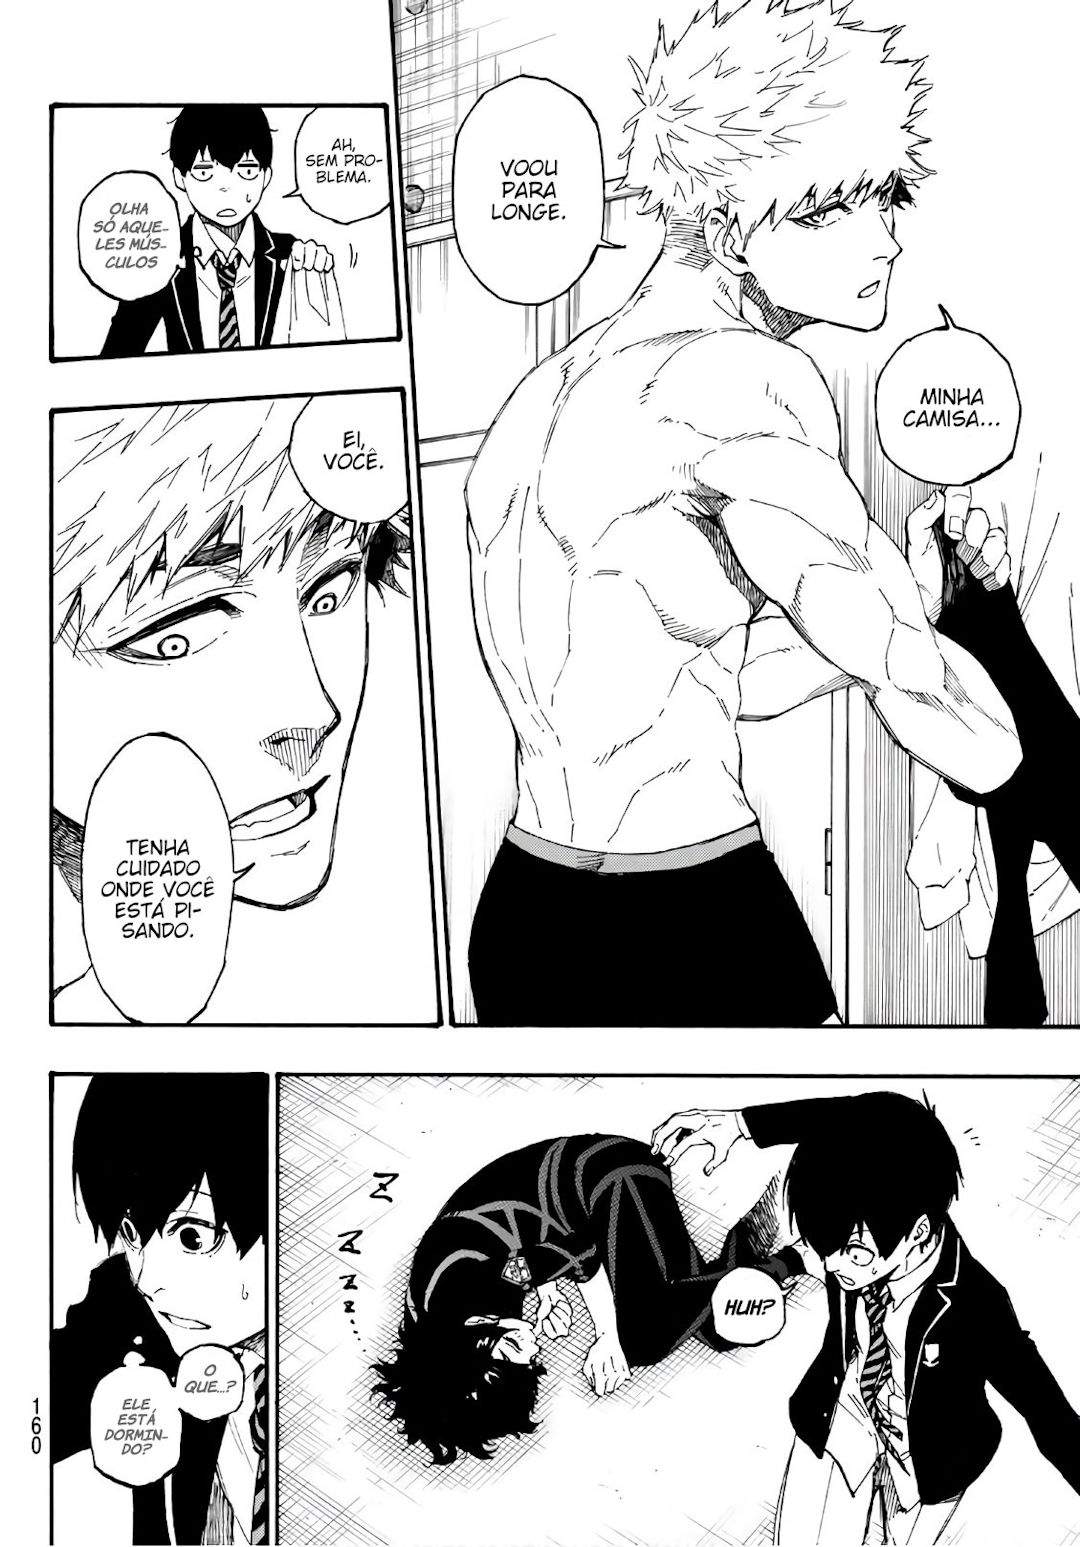 MINHA
CAMISA...
VOOU
PARA
LONGE.
AH,
SEM PRO-
BLEMA.
OLHA
SÓ AQUE-
LES MÚS-
CULOS
EI,
VOCÊ.
TENHA
CUIDADO
ONDE VOCÊ
ESTÁ PI-
SANDO.
HUH?
Z
Z
Z
Z.....
O
QUE...?
ELE
ESTÁ
DORMIN-
DO?
160